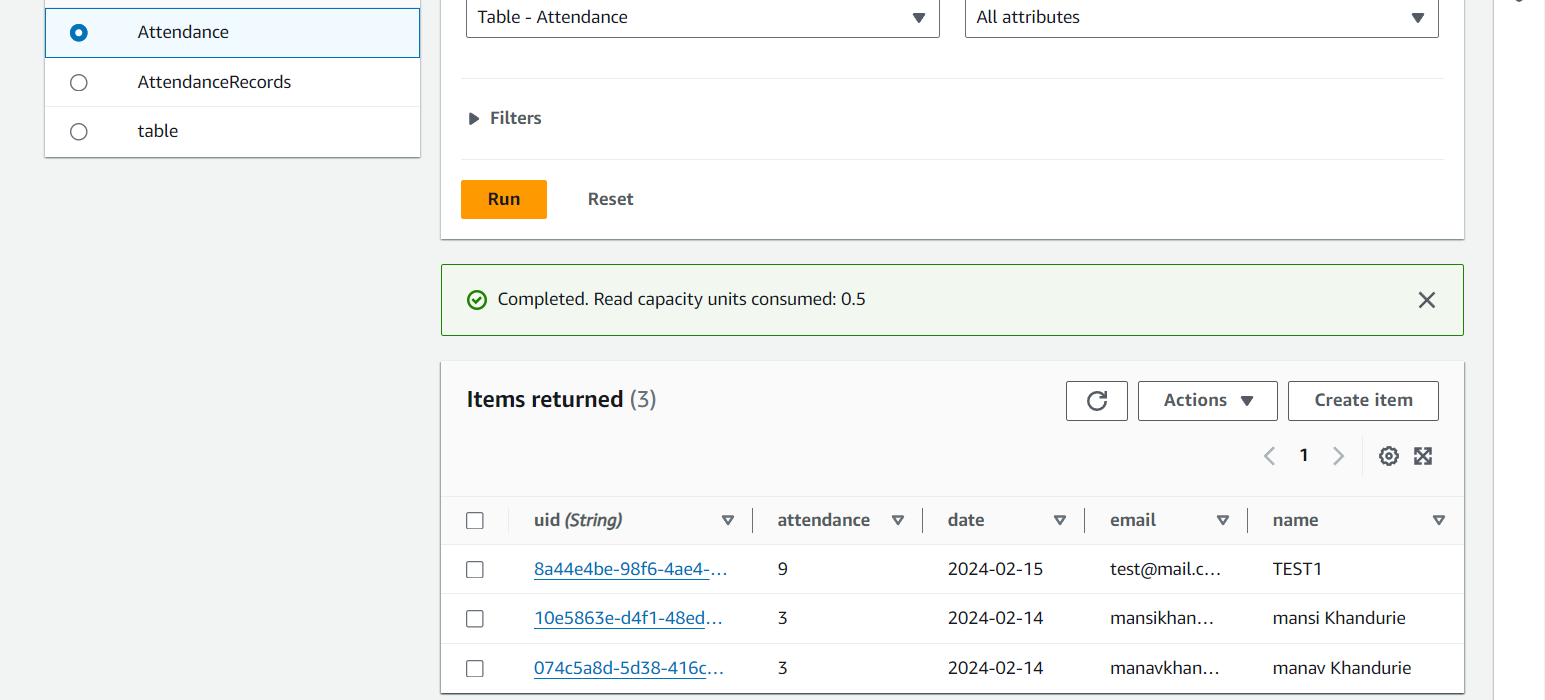 Attendance
AttendanceRecords
table
Table - Attendance
All attributes
Filters
Run Reset
Completed. Read capacity units consumed: 0.5
Items returned (3)
Actions Create item
1
uid (String) attendance date email name
8a44e4be-98f6-4ae4-... 9 2024-02-15 test@mail.c... TEST1
10e5863e-d4f1-48ed... 3 2024-02-14 mansikhan... mansi Khandurie
074c5a8d-5d38-416c... 3 2024-02-14 manavkhan... manav Khandurie